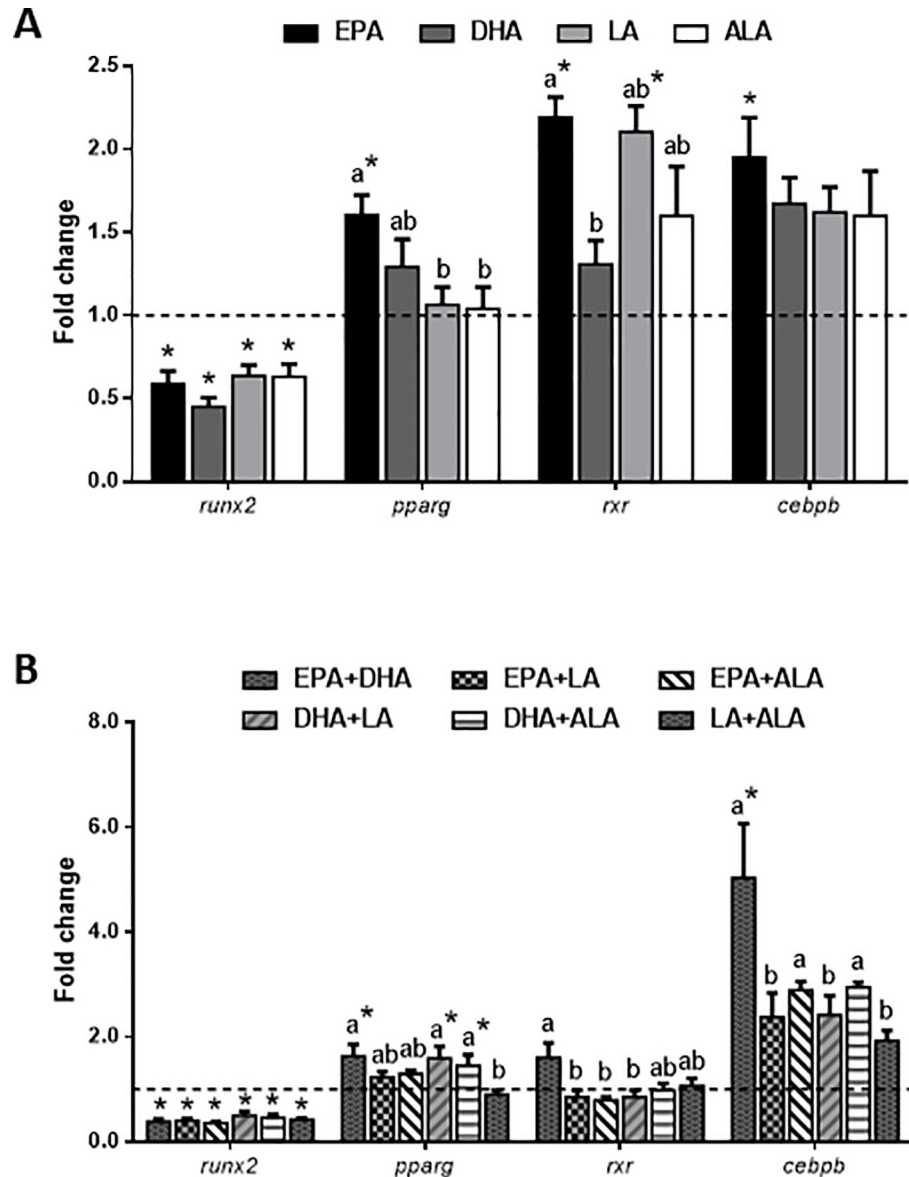 A
EPA DHA LA ALA
2.5
2.0
1.5
1.0
0.5
0.0
Fold change
* * * *
a* ab b b
a* b ab* ab
*
runx2 pparg rxr cebpb
B
EPA+DHA EPA+LA EPA+ALA
DHA+LA DHA+ALA LA+ALA
8.0
6.0
4.0
2.0
0.0
Fold change
* * * * * *
a* ab ab a* a* b
a b b b ab ab
a* b a b a b
runx2 pparg rxr cebpb